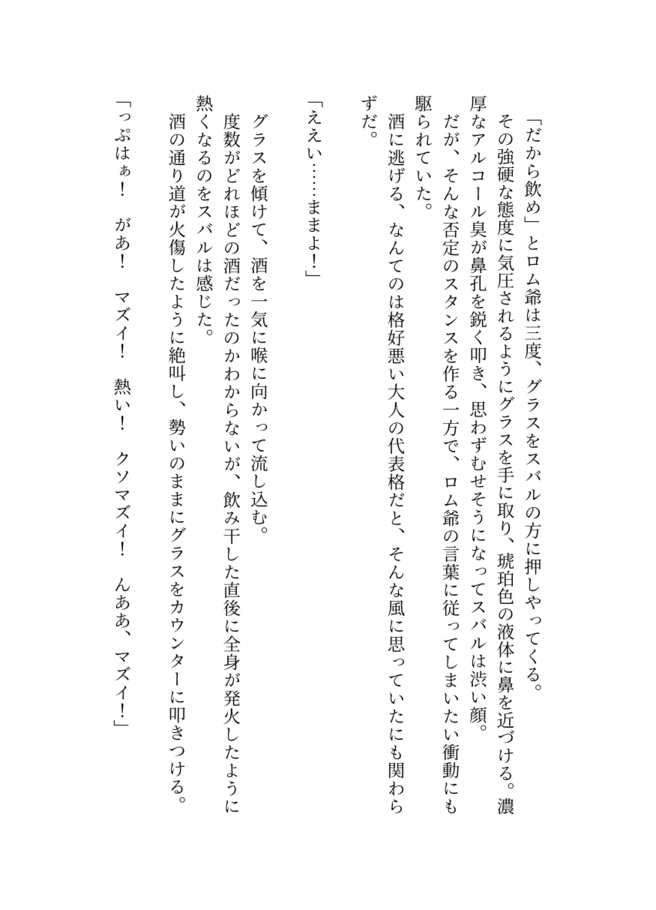 「だから飲め」とロム爺は三度、グラスをスバルの方に押しやってくる。
その強硬な態度に気圧されるようにグラスを手に取り、琥珀色の液体に鼻を近づける。濃
厚なアルコール臭が鼻孔を鋭く叩き、思わずむせそうになってスバルは渋い顔。
だが、そんな否定のスタンスを作る一方で、ロム爺の言葉に従ってしまいたい衝動にも
駆られていた。
酒に逃げる、なんてのは格好悪い大人の代表格だと、そんな風に思っていたにも関わら
ずだ。
「ええい……ままよ！」
グラスを傾けて、酒を一気に喉に向かって流し込む。
度数がどれほどの酒だったのかわからないが、飲み干した直後に全身が発火したように
熱くなるのをスバルは感じた。
酒の通り道が火傷したように絶叫し、勢いのままにグラスをカウンターに叩きつける。
「っぷはぁ！　があ！　マズイ！　熱い！　クソマズイ！　んああ、マズイ！」